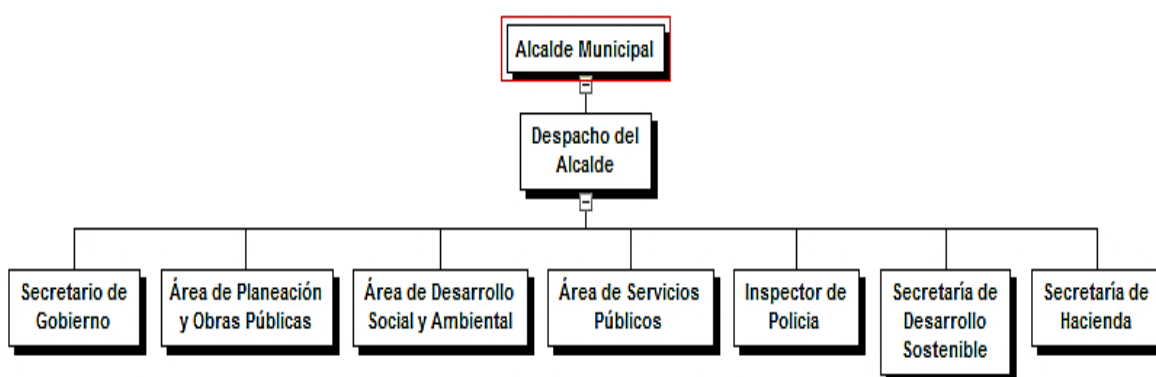 Alcalde Municipal
Despacho del
Alcalde
Secretario de
Gobierno
Área de Planeación
y Obras Públicas
Área de Desarrollo
Social y Ambiental
Área de Servicios
Públicos
Inspector de
Policia
Secretaría de
Desarrollo
Sostenible
Secretaría de
Hacienda